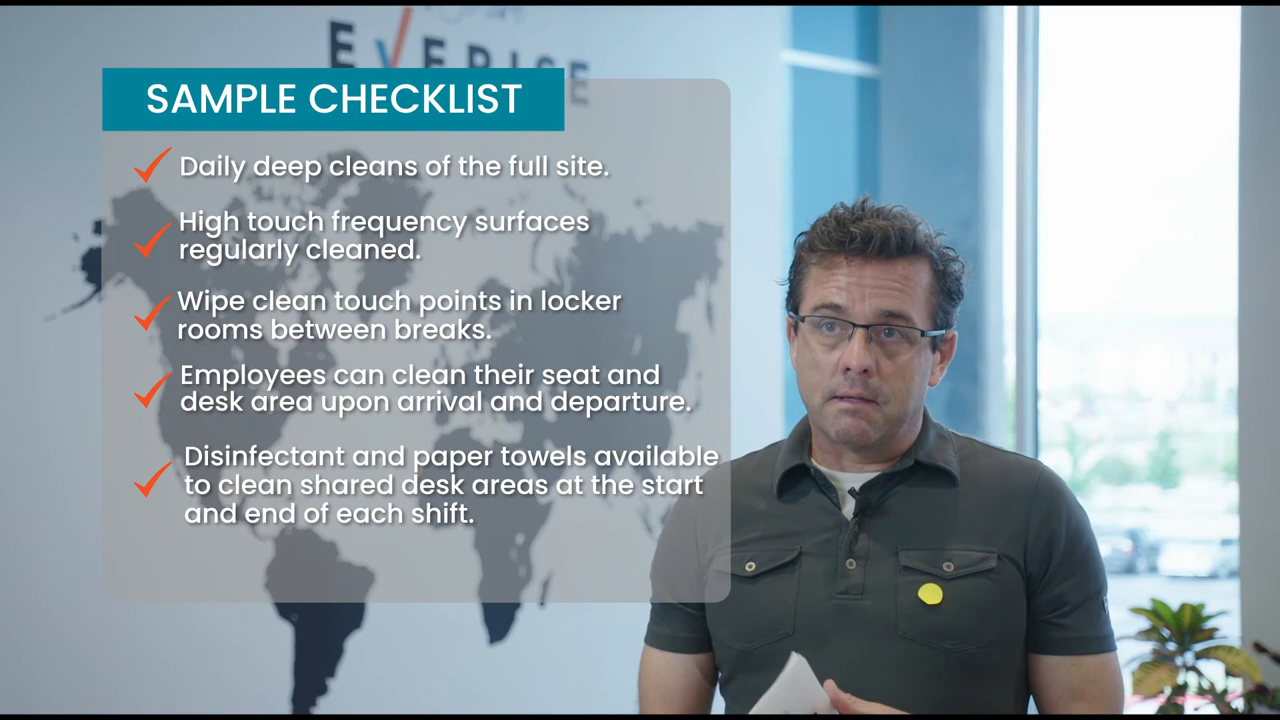 EVERISE
SAMPLE CHECKLIST
Daily deep cleans of the full site.
High touch frequency surfaces
regularly cleaned.
Wipe clean touch points in locker
rooms between breaks.
Employees can clean their seat and
desk area upon arrival and departure.
Disinfectant and paper towels available
to clean shared desk areas at the start
and end of each shift.